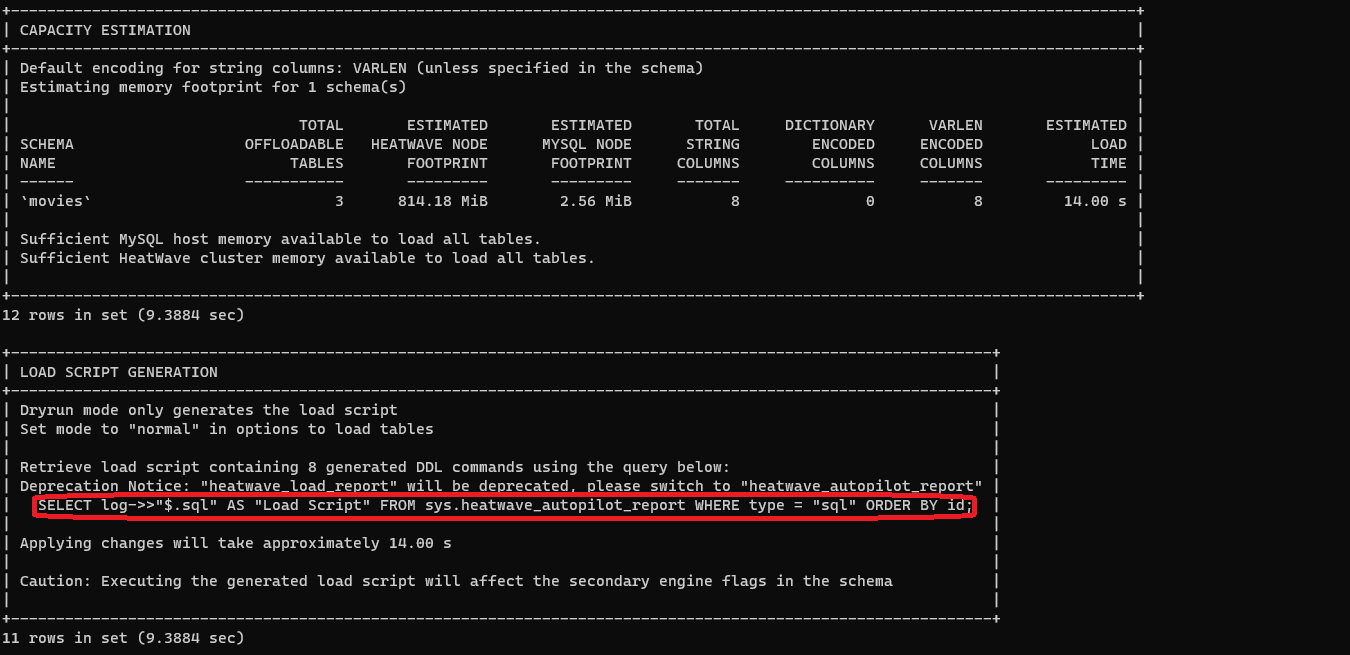 CAPACITY ESTIMATION
Default encoding for string columns: VARLEN (unless specified in the schema)
Estimating memory footprint for 1 schema(s)
TOTAL ESTIMATED ESTIMATED TOTAL DICTIONARY VARLEN ESTIMATED
SCHEMA OFFLOADABLE HEATWAVE NODE MYSQL NODE STRING ENCODED ENCODED LOAD
NAME TABLES FOOTPRINT FOOTPRINT COLUMNS COLUMNS COLUMNS TIME
------ ----------- --------- --------- ------- ---------- ------- ---------
`movies` 3 814.18 MiB 2.56 MiB 8 0 8 14.00 s
Sufficient MySQL host memory available to load all tables.
Sufficient HeatWave cluster memory available to load all tables.
12 rows in set (9.3884 sec)
LOAD SCRIPT GENERATION
Dryrun mode only generates the load script
Set mode to "normal" in options to load tables
Retrieve load script containing 8 generated DDL commands using the query below:
Deprecation Notice: "heatwave_load_report" will be deprecated, please switch to "heatwave_autopilot_report"
SELECT log->>"$.sql" AS "Load Script" FROM sys.heatwave_autopilot_report WHERE type = "sql" ORDER BY id;
Applying changes will take approximately 14.00 s
Caution: Executing the generated load script will affect the secondary engine flags in the schema
11 rows in set (9.3884 sec)